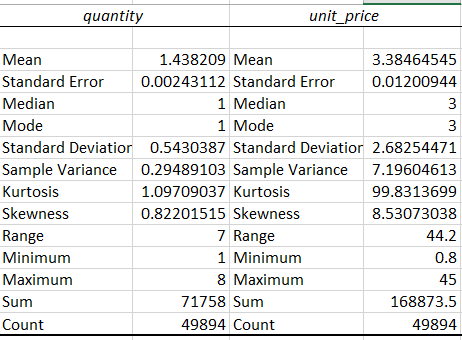 quantity unit_price
Mean 1.438209 Mean 3.38464545
Standard Error 0.00243112 Standard Error 0.01200944
Median 1 Median 3
Mode 1 Mode 3
Standard Deviation 0.5430387 Standard Deviation 2.68254471
Sample Variance 0.29489103 Sample Variance 7.19604613
Kurtosis 1.09709037 Kurtosis 99.8313699
Skewness 0.82201515 Skewness 8.53073038
Range 7 Range 44.2
Minimum 1 Minimum 0.8
Maximum 8 Maximum 45
Sum 71758 Sum 168873.5
Count 49894 Count 49894